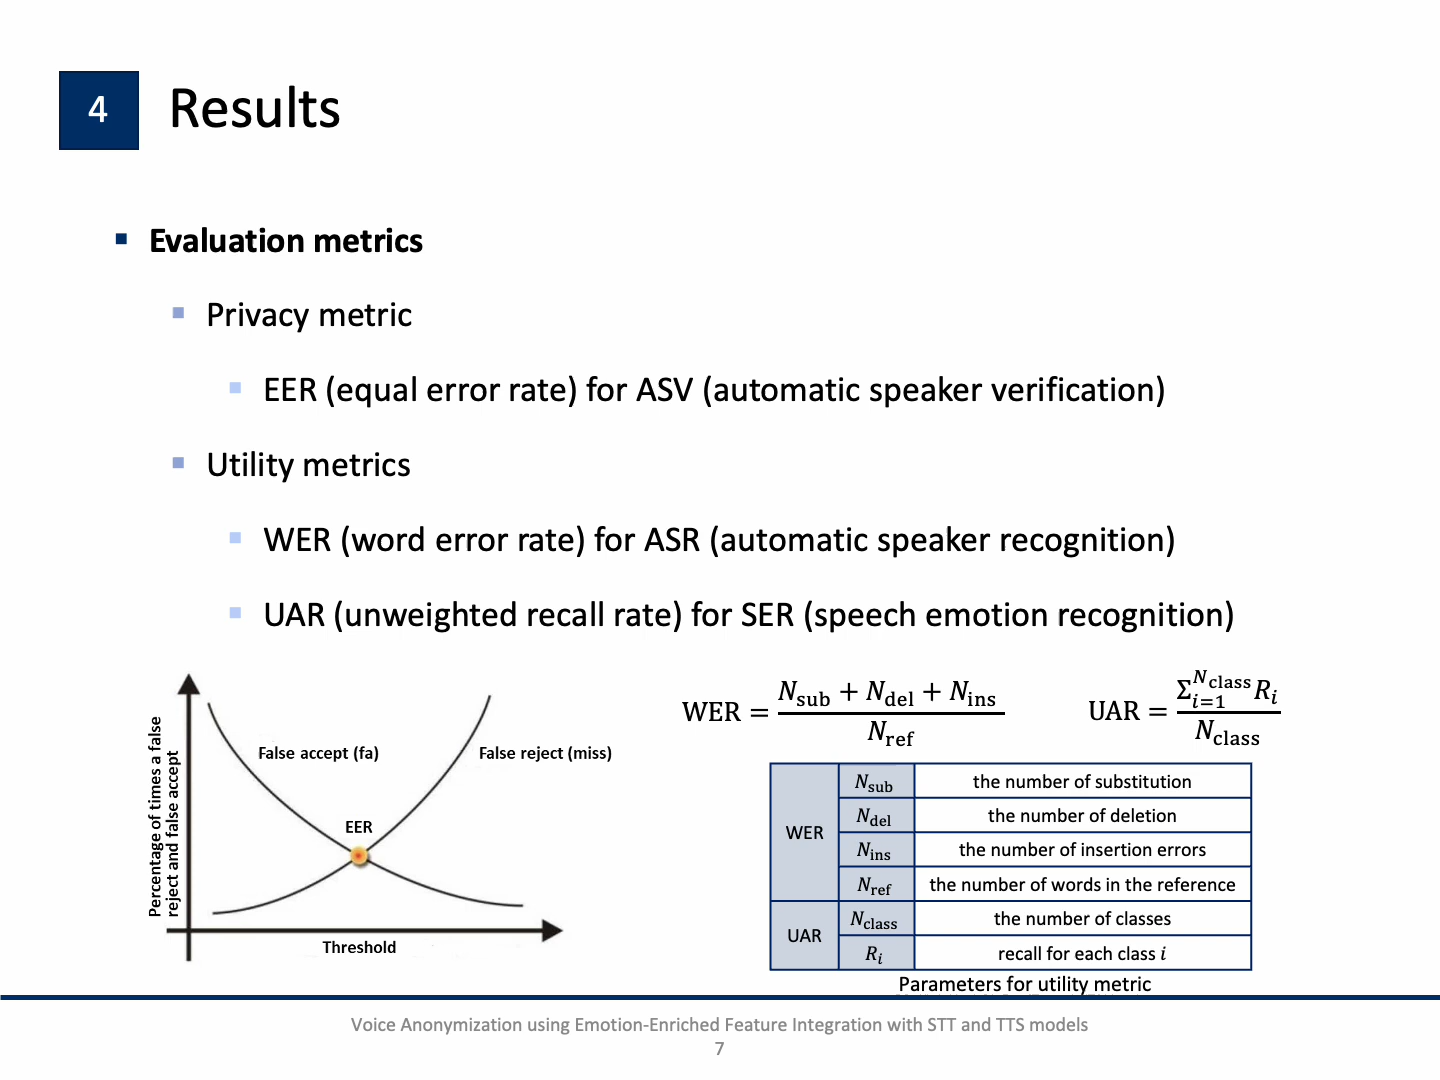 4
Results
Evaluation metrics
Privacy metric
EER (equal error rate) for ASV (automatic speaker verification)
Utility metrics
WER (word error rate) for ASR (automatic speaker recognition)
UAR (unweighted recall rate) for SER (speech emotion recognition)
Percentage of times a false
reject and false accept
False accept (fa)
False reject (miss)
EER
Threshold
WER = (N_sub + N_del + N_ins) / N_ref
UAR = (Σ_{i=1}^{N_class} R_i) / N_class
WER
N_sub the number of substitution
N_del the number of deletion
N_ins the number of insertion errors
N_ref the number of words in the reference
UAR
N_class the number of classes
R_i recall for each class i
Parameters for utility metric
Voice Anonymization using Emotion-Enriched Feature Integration with STT and TTS models
7